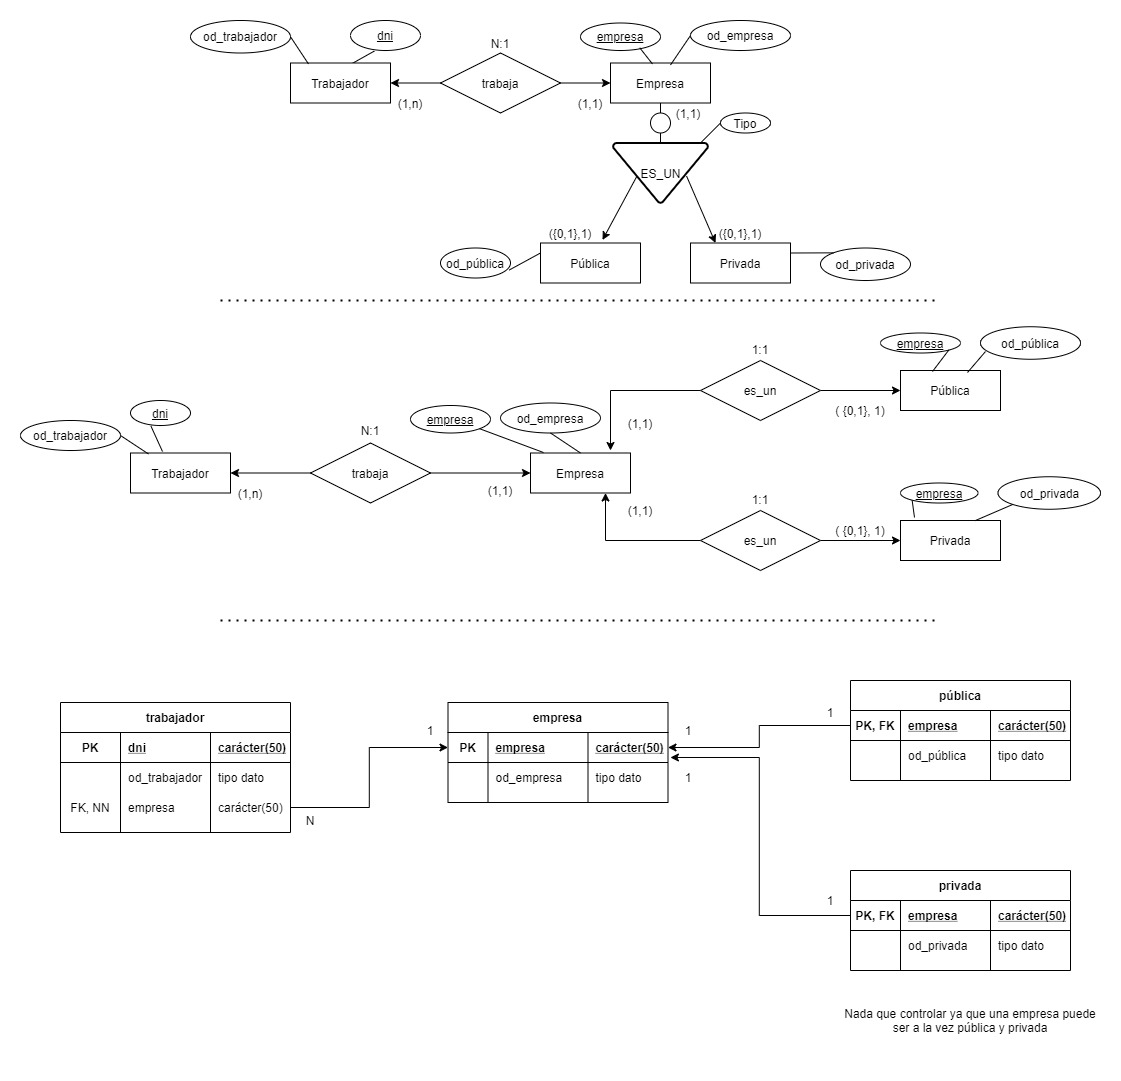 od_trabajador
dni
empresa
od_empresa
N:1
Trabajador
trabaja
Empresa
(1,n)
(1,1)
(1,1)
Tipo
ES_UN
({0,1},1)
({0,1},1)
od_pública
Pública
Privada
od_privada
1:1
empresa
od_pública
es_un
Pública
( {0,1}, 1)
dni
od_trabajador
N:1
empresa
od_empresa
(1,1)
Trabajador
trabaja
Empresa
(1,n)
(1,1)
(1,1)
1:1
empresa
od_privada
es_un
( {0,1}, 1)
Privada
trabajador
PK
dni
carácter(50)
od_trabajador
tipo dato
FK, NN
empresa
carácter(50)
N
1
empresa
PK
empresa
carácter(50)
od_empresa
tipo dato
1
1
1
pública
PK, FK
empresa
carácter(50)
od_pública
tipo dato
1
privada
PK, FK
empresa
carácter(50)
od_privada
tipo dato
Nada que controlar ya que una empresa puede
ser a la vez pública y privada